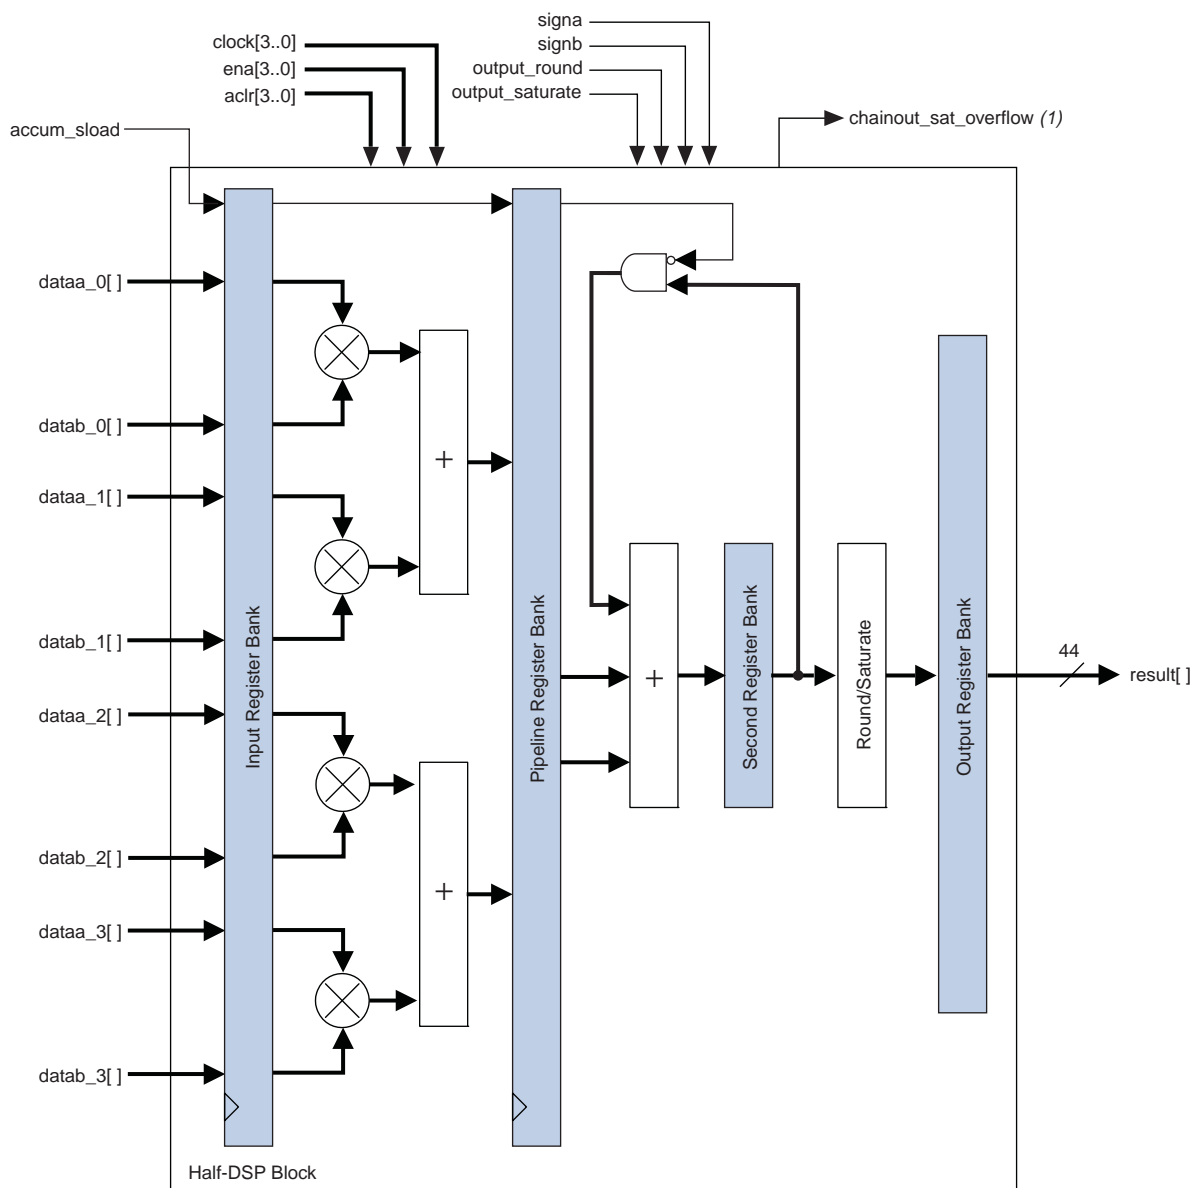 signa
clock[3..0]
signb
ena[3..0]
output_round
aclr[3..0]
output_saturate
chainout_sat_overflow (1)
accum_sload
dataa_0[ ]
datab_0[ ]
+
dataa_1[ ]
datab_1[ ]
Input Register Bank
Pipeline Register Bank
+
Second Register Bank
Round/Saturate
Output Register Bank
44
result[ ]
dataa_2[ ]
datab_2[ ]
+
dataa_3[ ]
datab_3[ ]
Half-DSP Block